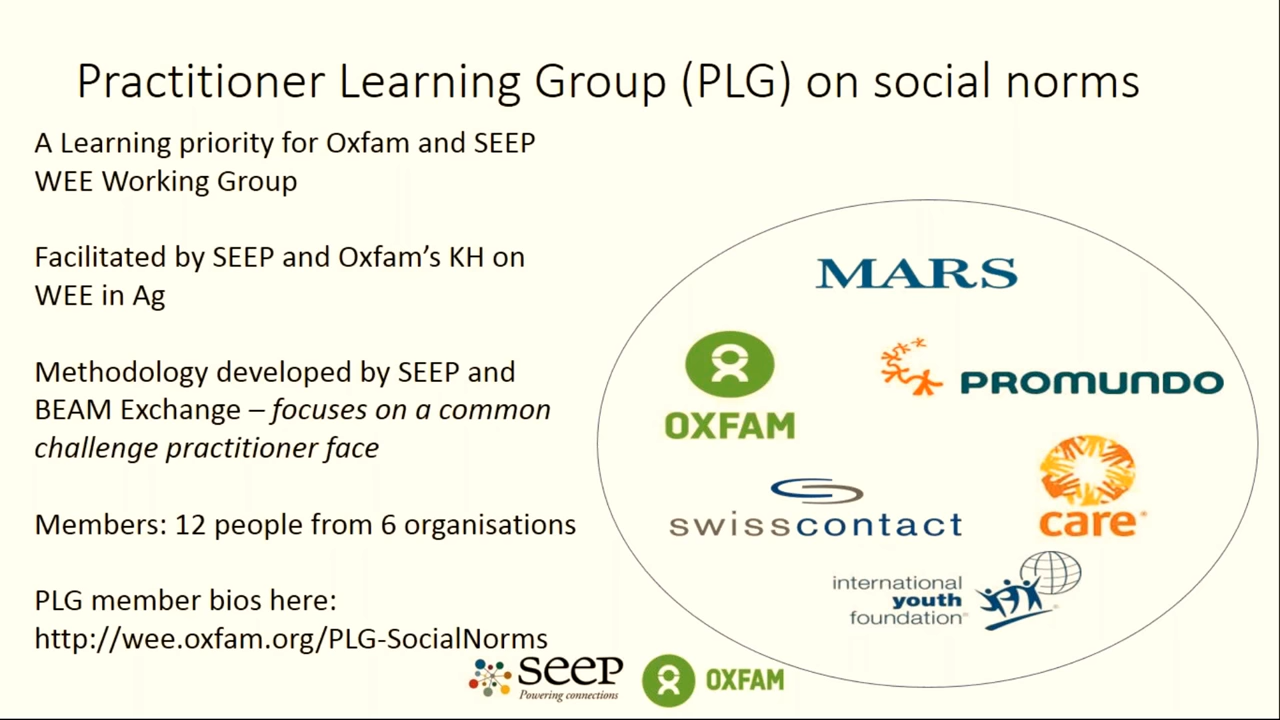 Practitioner Learning Group (PLG) on social norms
A Learning priority for Oxfam and SEEP
WEE Working Group
Facilitated by SEEP and Oxfam’s KH on
WEE in Ag
Methodology developed by SEEP and
BEAM Exchange – focuses on a common
challenge practitioner face
Members: 12 people from 6 organisations
PLG member bios here:
http://wee.oxfam.org/PLG-SocialNorms
MARS
OXFAM
PROMUNDO
swisscontact
care
international
youth
foundation
SEEP
Powering connections
OXFAM